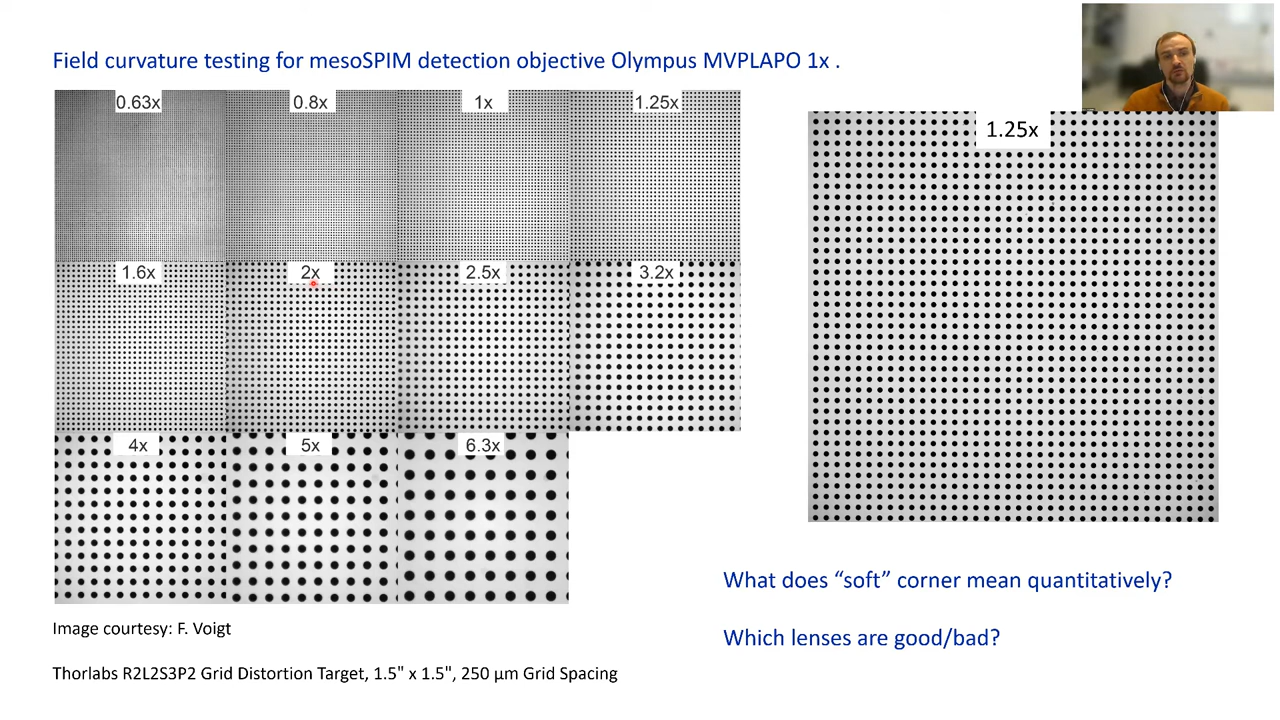 Field curvature testing for mesoSPIM detection objective Olympus MVPLAPO 1x .
0.63x
0.8x
1x
1.25x
1.6x
2x
2.5x
3.2x
4x
5x
6.3x
1.25x
What does “soft” corner mean quantitatively?
Which lenses are good/bad?
Image courtesy: F. Voigt
Thorlabs R2L2S3P2 Grid Distortion Target, 1.5" x 1.5", 250 µm Grid Spacing